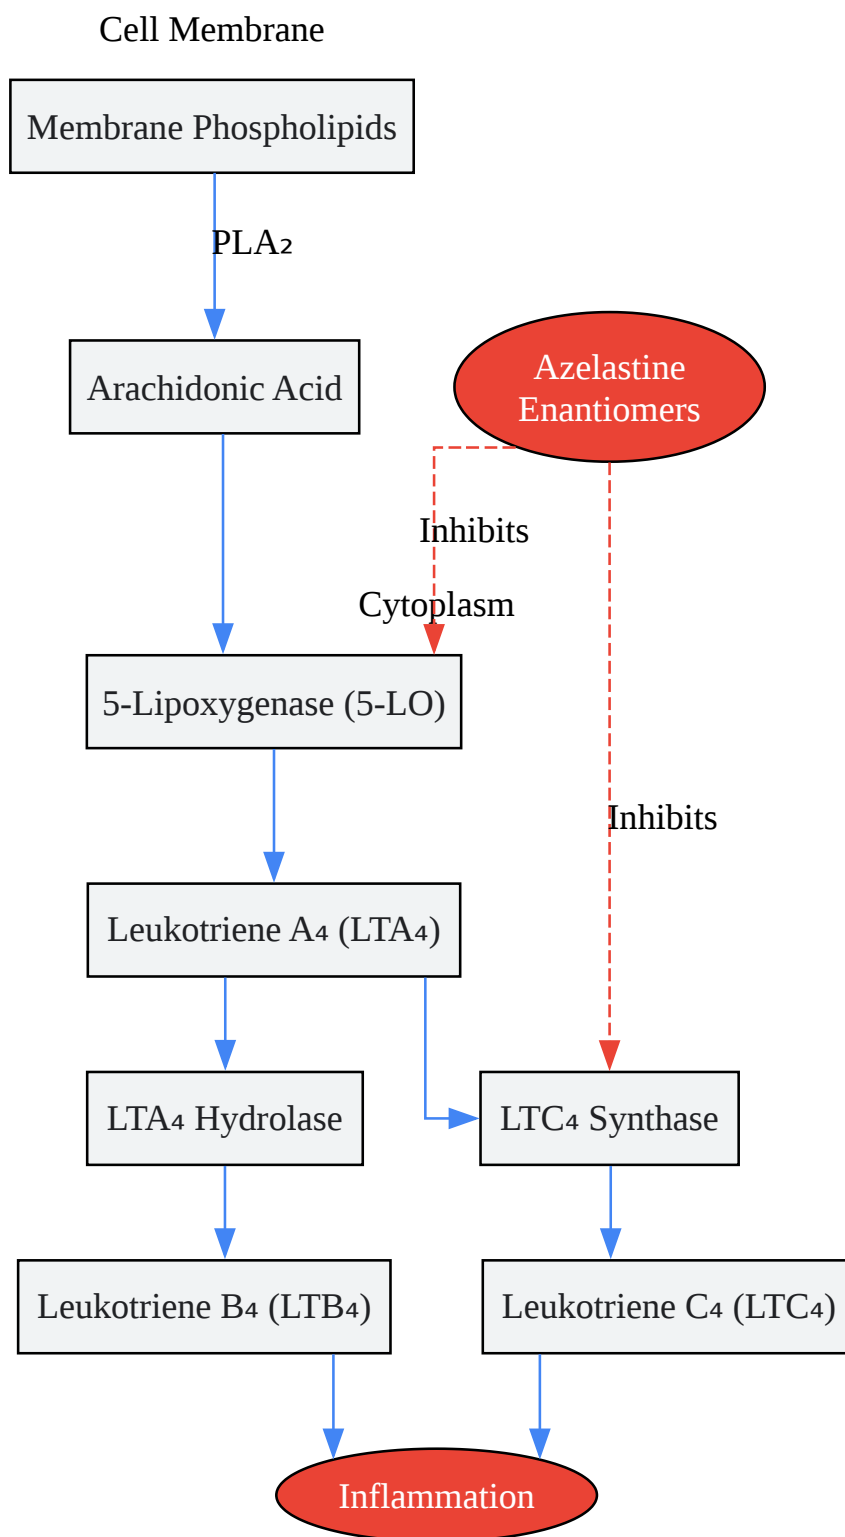 Cell Membrane
Membrane Phospholipids
PLA₂
Arachidonic Acid
Azelastine
Enantiomers
Inhibits
Cytoplasm
5-Lipoxygenase (5-LO)
Inhibits
Leukotriene A₄ (LTA₄)
LTA₄ Hydrolase
LTC₄ Synthase
Leukotriene B₄ (LTB₄)
Leukotriene C₄ (LTC₄)
Inflammation